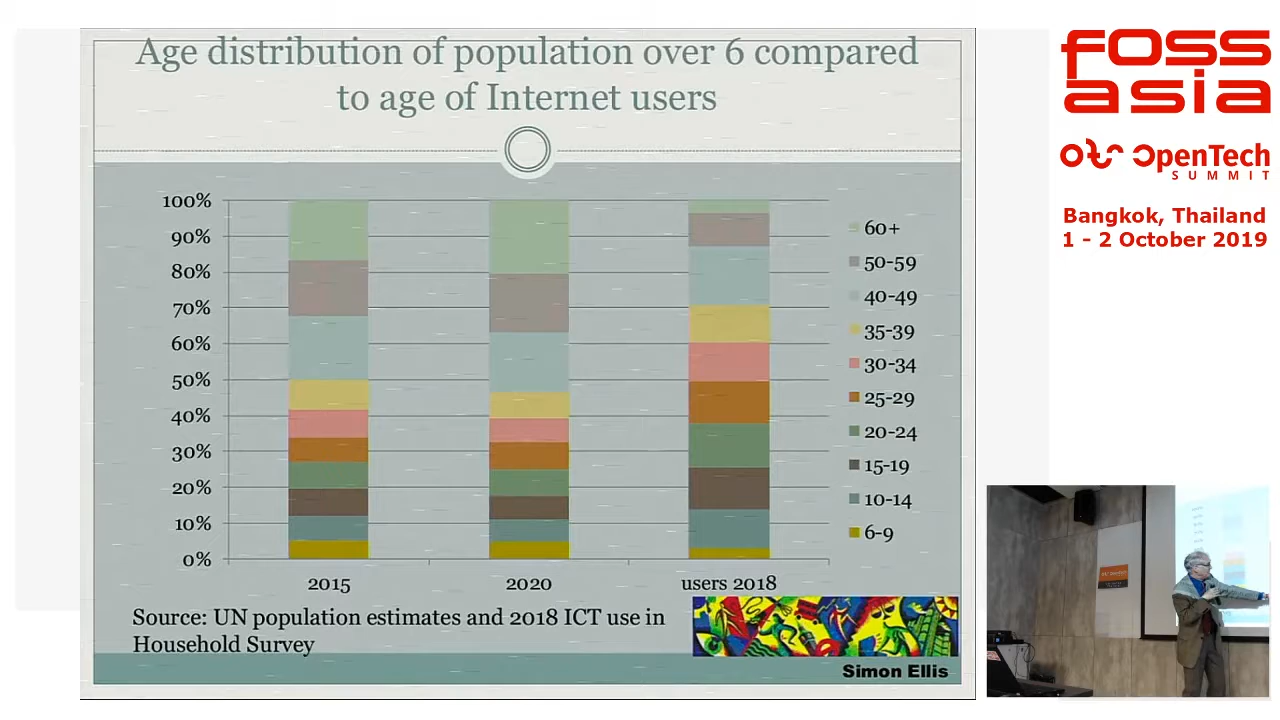 Age distribution of population over 6 compared
to age of Internet users
100%
90%
80%
70%
60%
50%
40%
30%
20%
10%
0%
2015
2020
users 2018
60+
50-59
40-49
35-39
30-34
25-29
20-24
15-19
10-14
6-9
Source: UN population estimates and 2018 ICT use in
Household Survey
Simon Ellis
FOSS
asia
OpenTech
SUMMIT
Bangkok, Thailand
1 - 2 October 2019